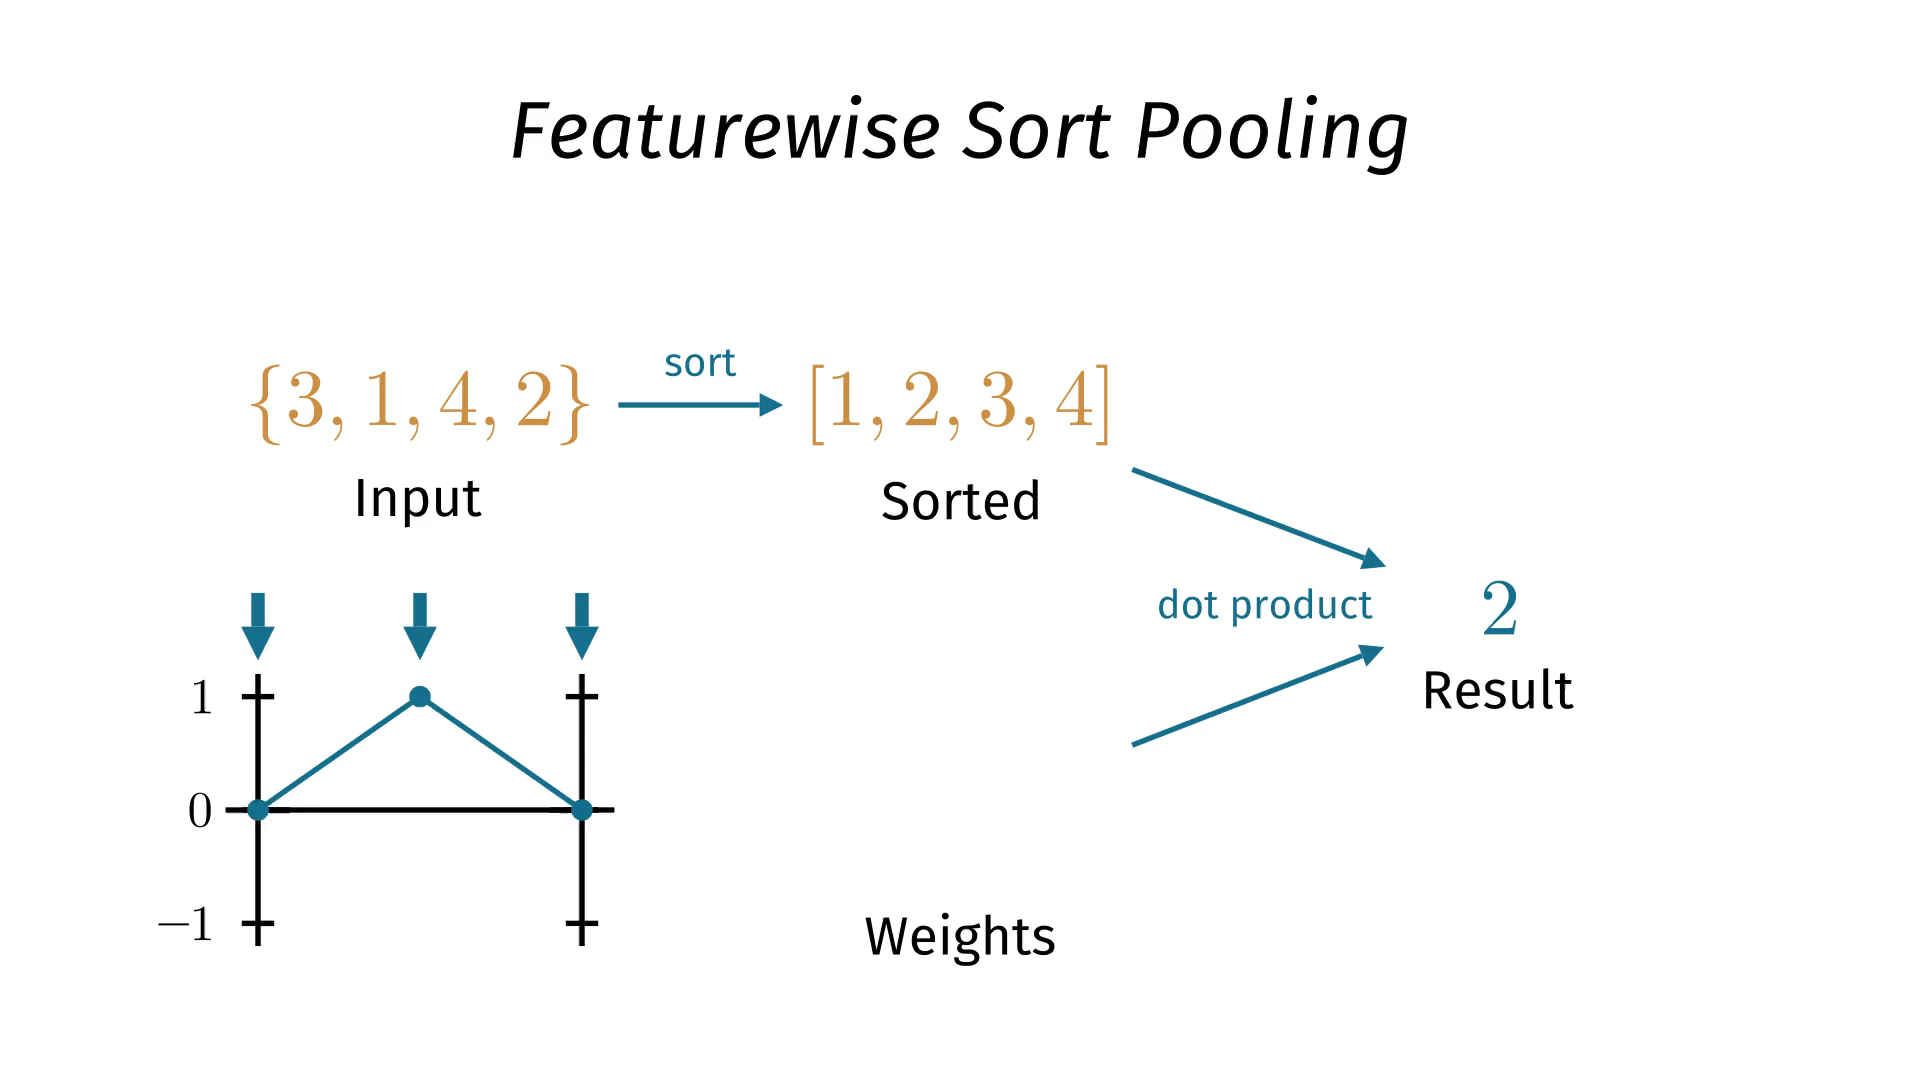 Featurewise Sort Pooling
{3, 1, 4, 2}
sort
[1, 2, 3, 4]
Input
Sorted
dot product
2
Result
1
0
−1
Weights